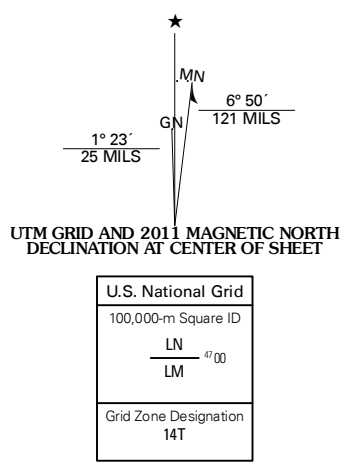 ★
MN
GN
6° 50´
121 MILS
1° 23´
25 MILS
UTM GRID AND 2011 MAGNETIC NORTH
DECLINATION AT CENTER OF SHEET
U.S. National Grid
100,000-m Square ID
LN
4700
LM
Grid Zone Designation
14T